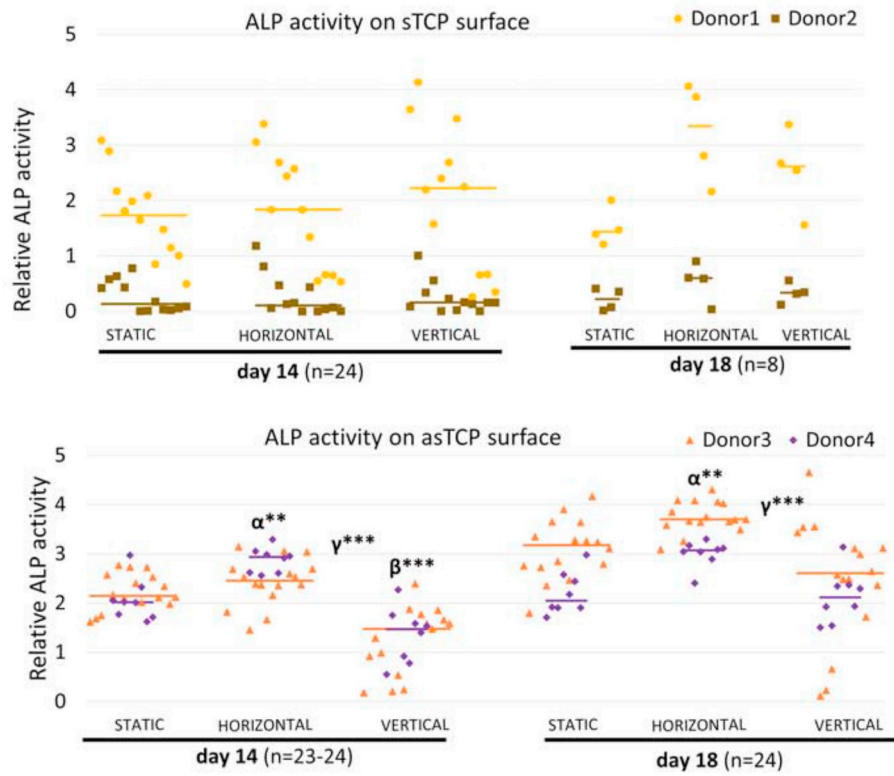 ALP activity on sTCP surface
Donor1 Donor2
Relative ALP activity
5
4
3
2
1
0
STATIC HORIZONTAL VERTICAL STATIC HORIZONTAL VERTICAL
day 14 (n=24) day 18 (n=8)
ALP activity on asTCP surface
Donor3 Donor4
Relative ALP activity
5
4
3
2
1
0
α** γ*** β*** α** γ***
STATIC HORIZONTAL VERTICAL STATIC HORIZONTAL VERTICAL
day 14 (n=23-24) day 18 (n=24)